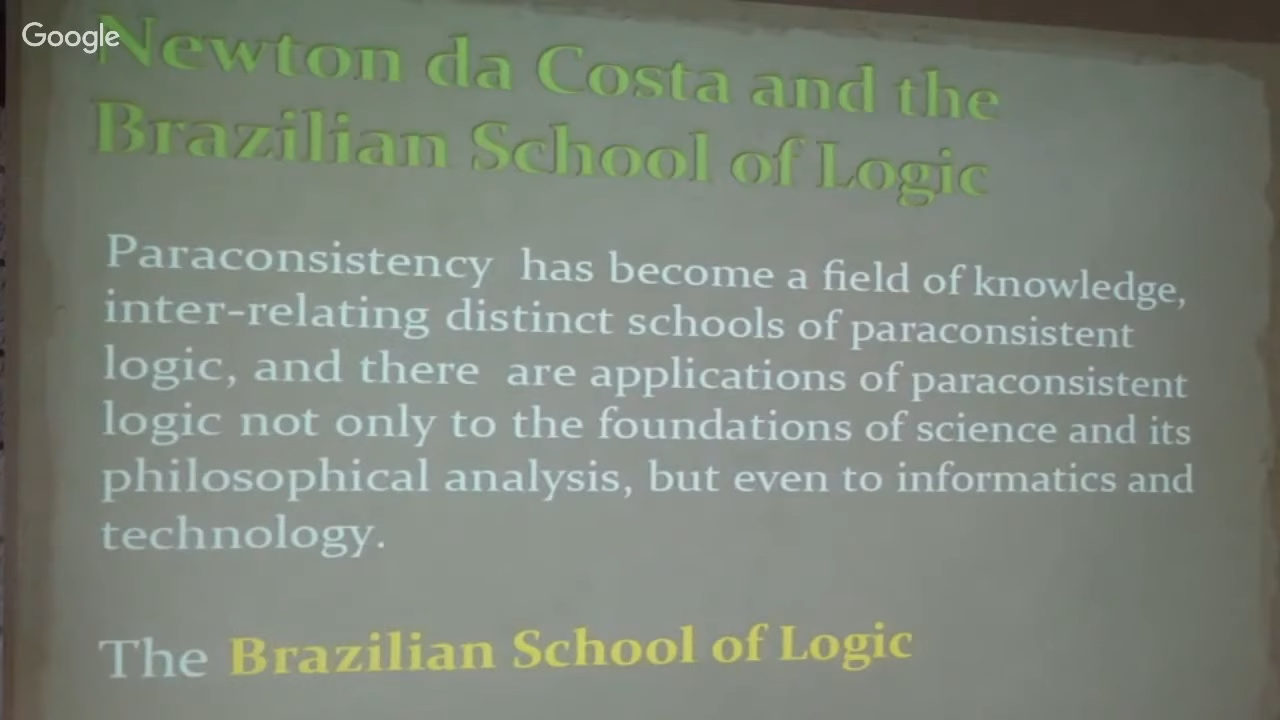 Google
Newton da Costa and the
Brazilian School of Logic
Paraconsistency has become a field of knowledge,
inter-relating distinct schools of paraconsistent
logic, and there are applications of paraconsistent
logic not only to the foundations of science and its
philosophical analysis, but even to informatics and
technology.
The Brazilian School of Logic